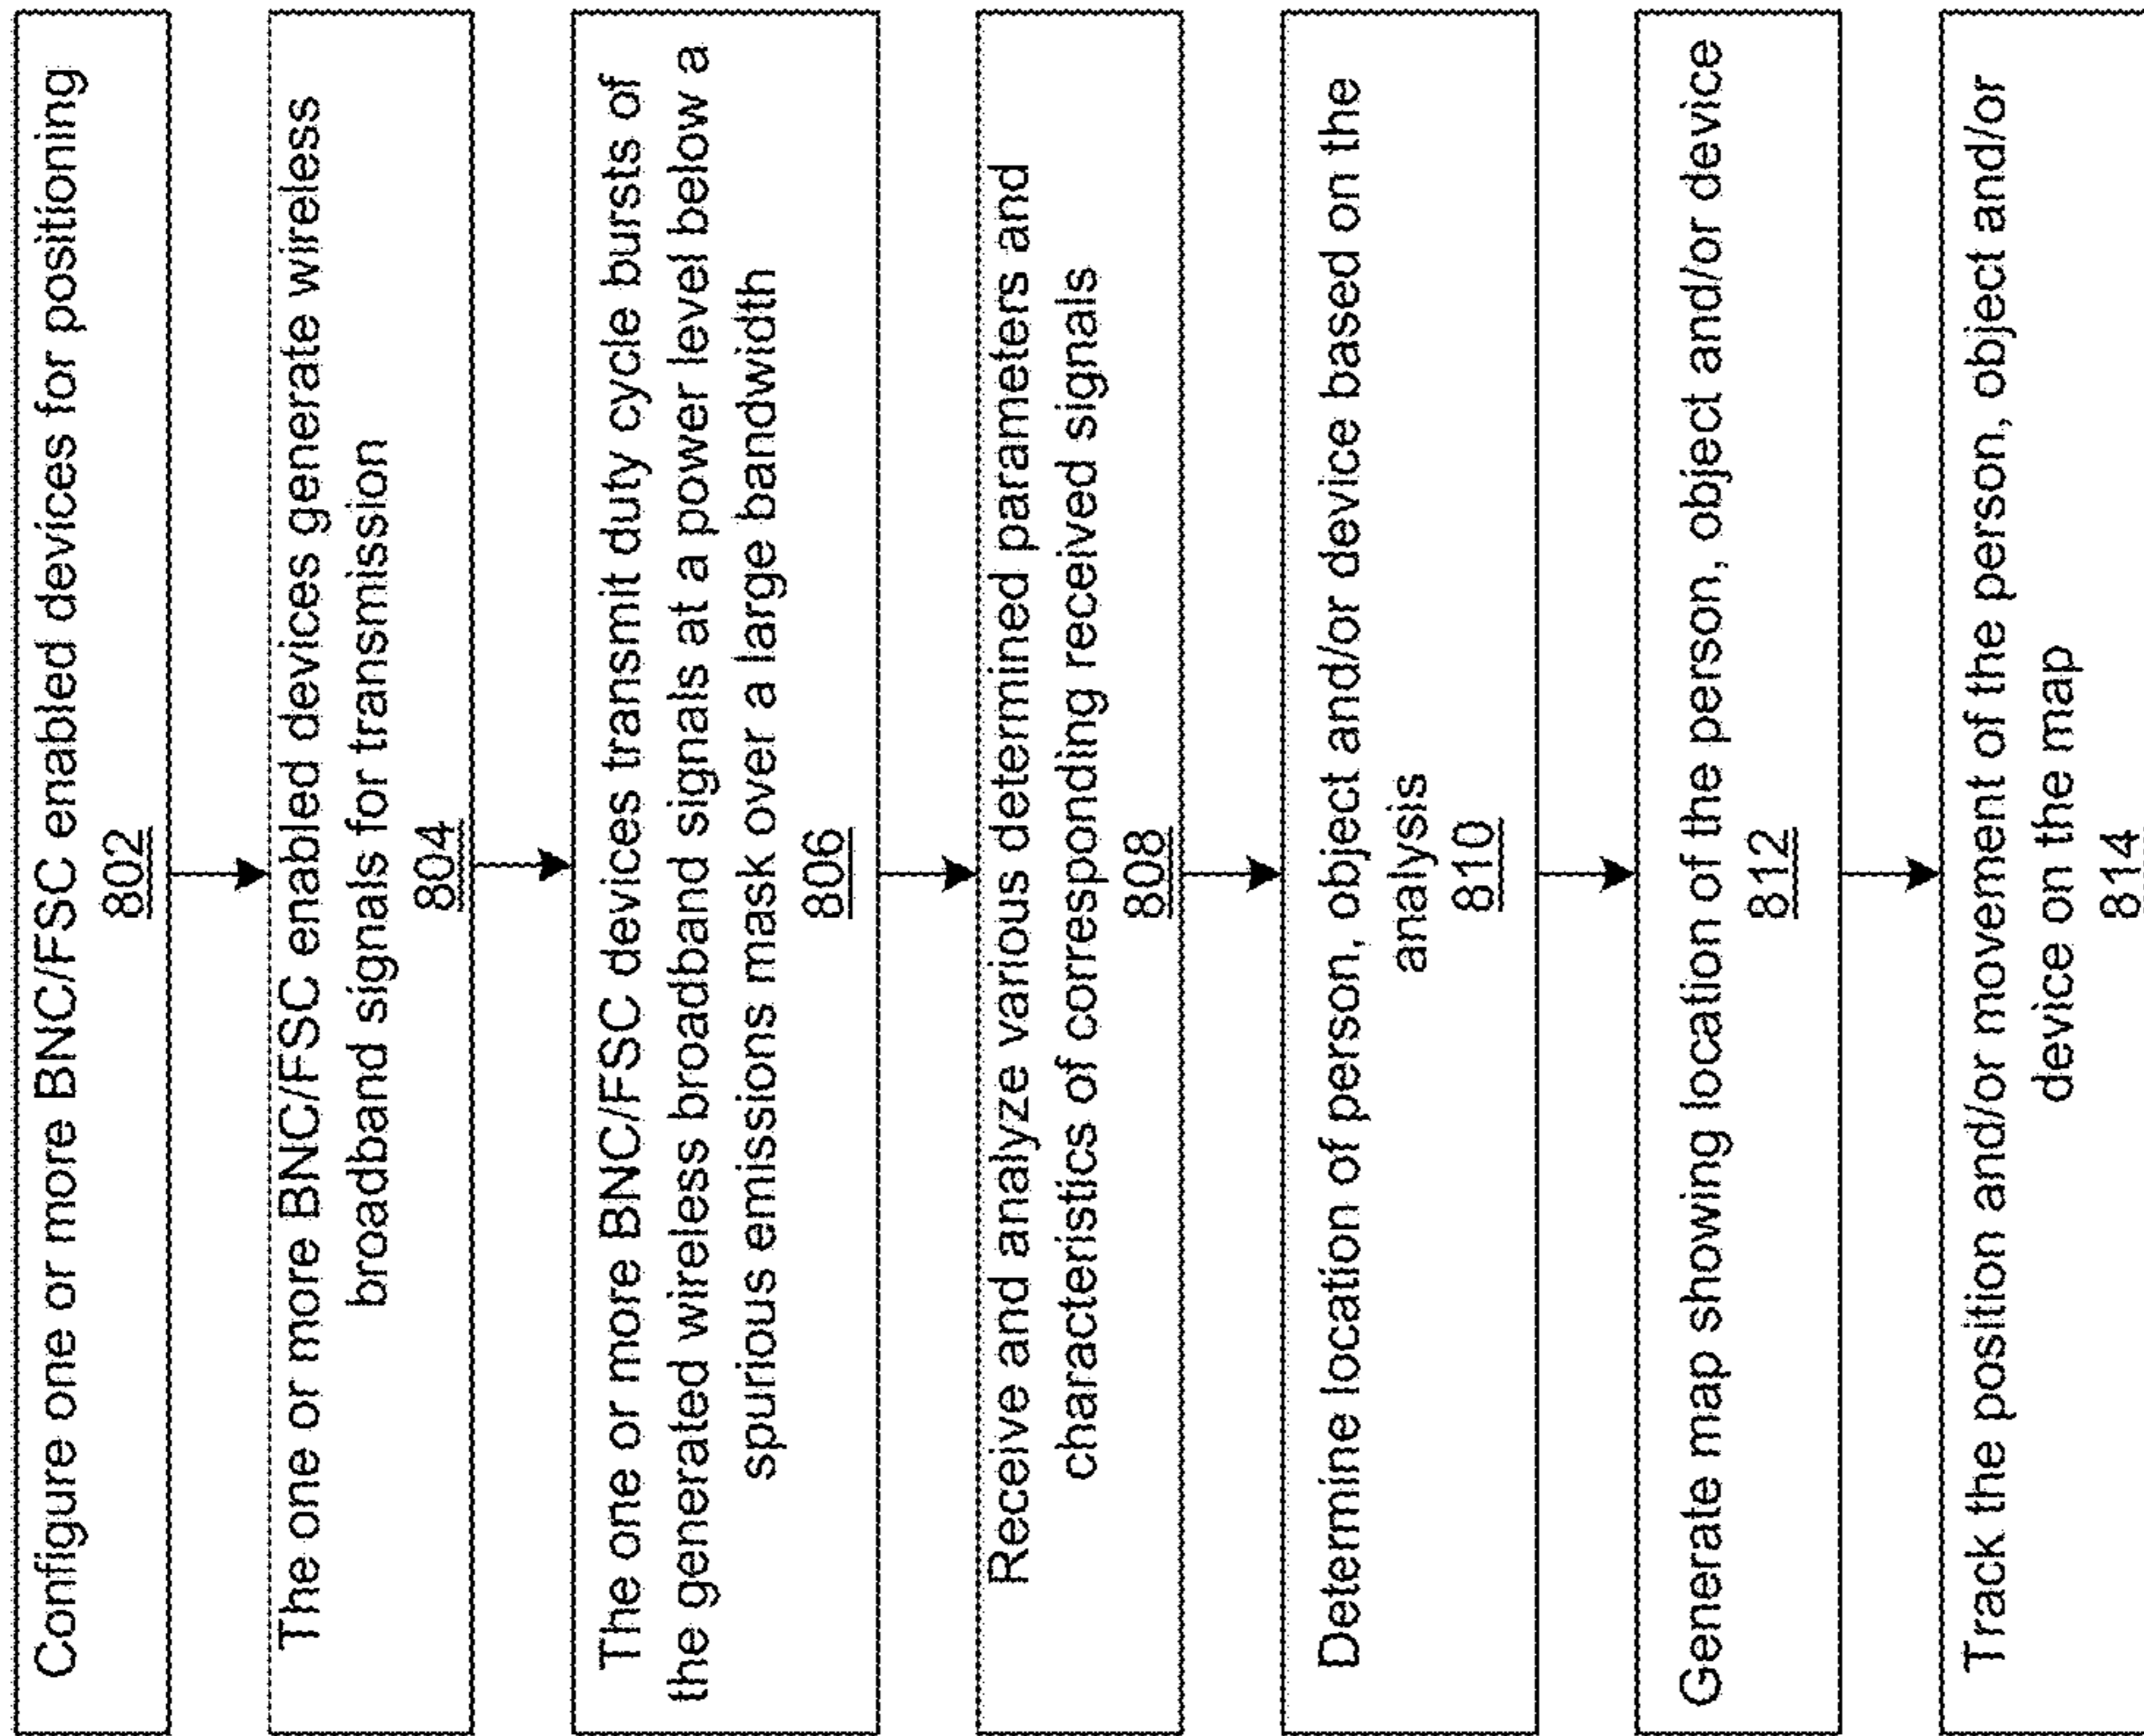 Configure one or more BNC/FSC enabled devices for positioning
802
The one or more BNC/FSC enabled devices generate wireless
broadband signals for transmission
804
The one or more BNC/FSC devices transmit duty cycle bursts of
the generated wireless broadband signals at a power level below a
spurious emissions mask over a large bandwidth
806
Receive and analyze various determined parameters and
characteristics of corresponding received signals
808
Determine location of person, object and/or device based on the
analysis
810
Generate map showing location of the person, object and/or device
812
Track the position and/or movement of the person, object and/or
device on the map
814